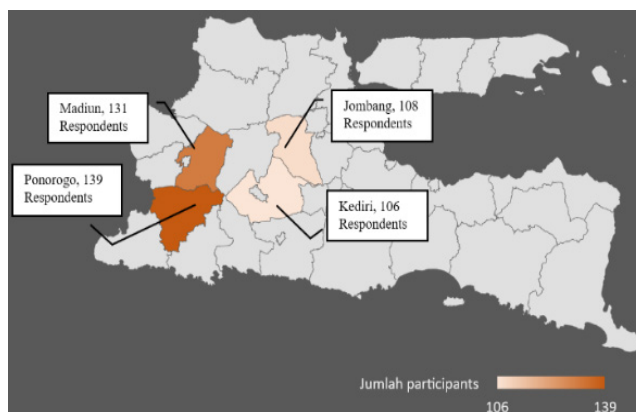 Madiun, 131
Respondents
Jombang, 108
Respondents
Ponorogo, 139
Respondents
Kediri, 106
Respondents
Jumlah participants
106
139